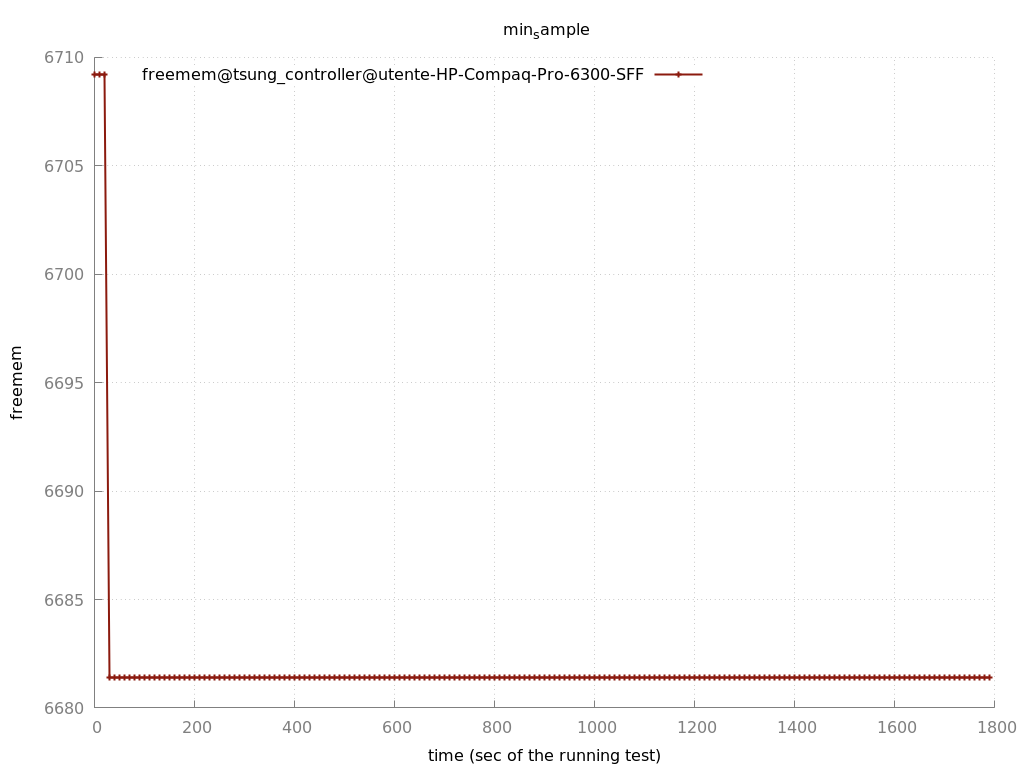 min_sample
6710
freemem@tsung_controller@utente-HP-Compaq-Pro-6300-SFF
6705
6700
6695
freemem
6690
6685
6680
0 200 400 600 800 1000 1200 1400 1600 1800
time (sec of the running test)